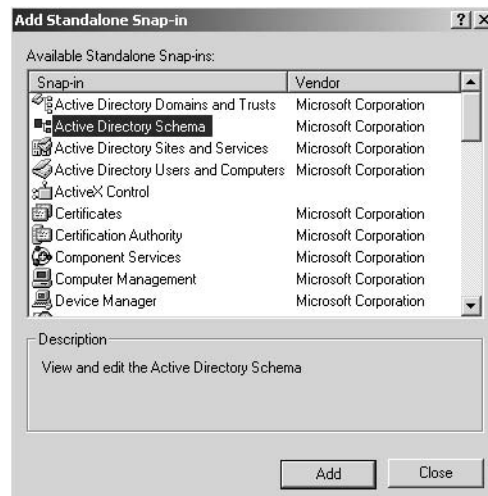 Add Standalone Snap-in
Available Standalone Snap-ins:
Snap-in Vendor
Active Directory Domains and Trusts Microsoft Corporation
Active Directory Schema Microsoft Corporation
Active Directory Sites and Services Microsoft Corporation
Active Directory Users and Computers Microsoft Corporation
ActiveX Control
Certificates Microsoft Corporation
Certification Authority Microsoft Corporation
Component Services Microsoft Corporation
Computer Management Microsoft Corporation
Device Manager Microsoft Corporation
Description
View and edit the Active Directory Schema
Add Close